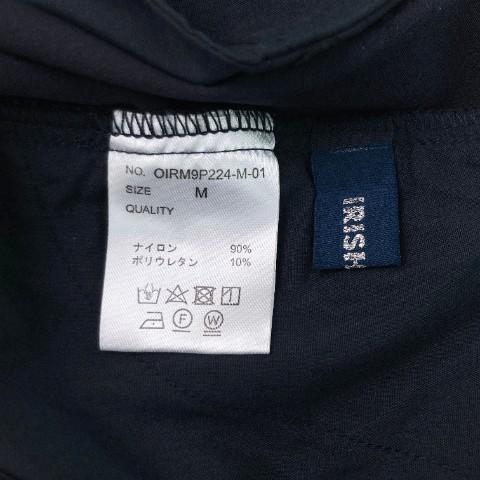 NO. OIRM9P224-M-01
SIZE M
QUALITY
ナイロン 90%
ポリウレタン 10%
F W
IRISH